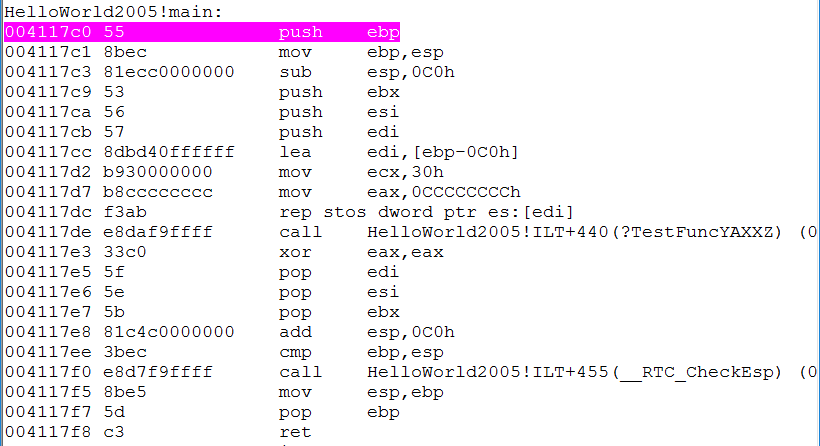 HelloWorld2005!main:
004117c0 55 push ebp
004117c1 8bec mov ebp,esp
004117c3 81ecc0000000 sub esp,0C0h
004117c9 53 push ebx
004117ca 56 push esi
004117cb 57 push edi
004117cc 8dbd40ffffff lea edi,[ebp-0C0h]
004117d2 b930000000 mov ecx,30h
004117d7 b8cccccccc mov eax,0CCCCCCCCh
004117dc f3ab rep stos dword ptr es:[edi]
004117de e8daf9ffff call HelloWorld2005!ILT+440(?TestFuncYAXXZ) (0
004117e3 33c0 xor eax,eax
004117e5 5f pop edi
004117e6 5e pop esi
004117e7 5b pop ebx
004117e8 81c4c0000000 add esp,0C0h
004117ee 3bec cmp ebp,esp
004117f0 e8d7f9ffff call HelloWorld2005!ILT+455(__RTC_CheckEsp) (0
004117f5 8be5 mov esp,ebp
004117f7 5d pop ebp
004117f8 c3 ret